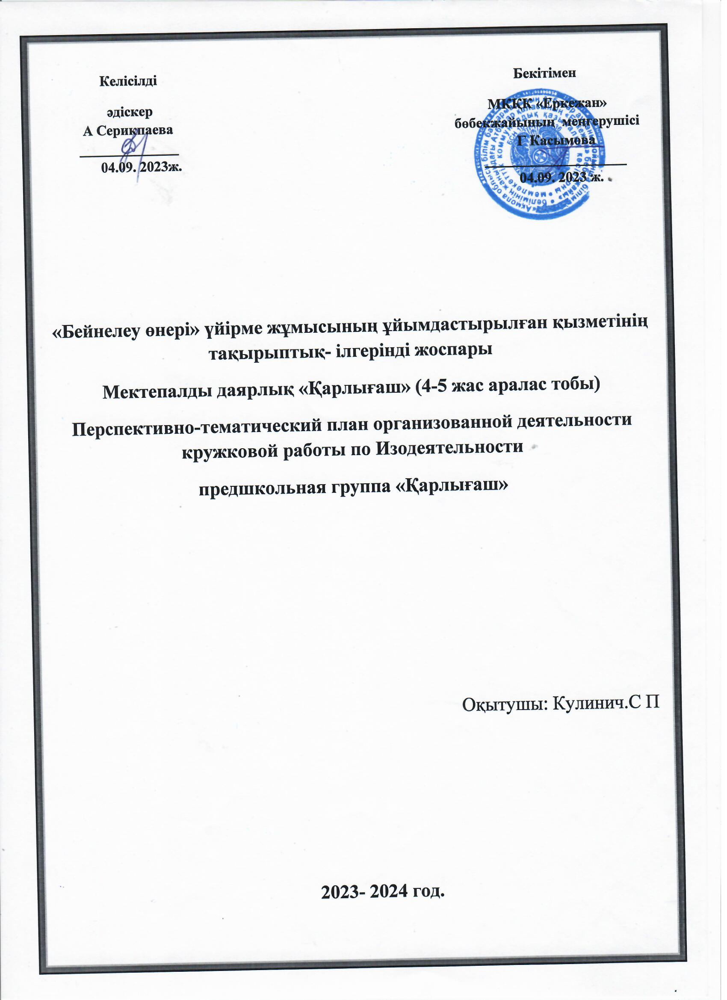 Келісілді
әдіскер
А Серикпаева
04.09. 2023ж.
Бекітімен
МКҚК «Еркежан»
бөбекжайының меңгерушісі
Г Касымова
04.09. 2023 ж.
«Бейнелеу өнері» үйірме жұмысының ұйымдастырылған қызметінің
тақырыптық- ілгерінді жоспары
Мектепалды даярлық «Қарлығаш» (4-5 жас аралас тобы)
Перспективно-тематический план организованной деятельности
кружковой работы по Изодеятельности
предшкольная группа «Қарлығаш»
Оқытушы: Кулинич.С П
2023- 2024 год.